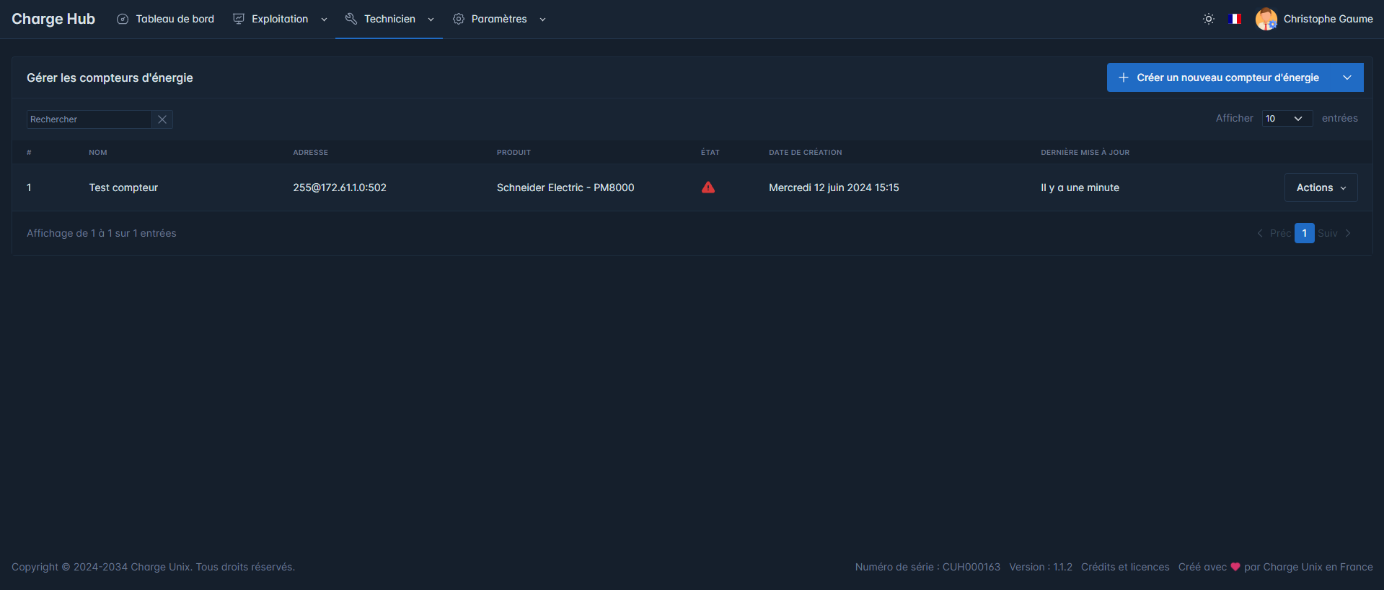 Charge Hub Tableau de bord Exploitation Technicien Paramètres Christophe Gaume
Gérer les compteurs d'énergie Créer un nouveau compteur d'énergie
Rechercher Afficher 10 entrées
# NOM ADRESSE PRODUIT ÉTAT DATE DE CRÉATION DERNIÈRE MISE À JOUR
1 Test compteur 255@172.61.1.0:502 Schneider Electric - PM8000 Mercredi 12 juin 2024 15:15 Il y a une minute Actions
Affichage de 1 à 1 sur 1 entrées Préc 1 Suiv
Copyright © 2024-2034 Charge Unix. Tous droits réservés. Numéro de série : CUH000163 Version : 1.1.2 Crédits et licences Créé avec ❤ par Charge Unix en France